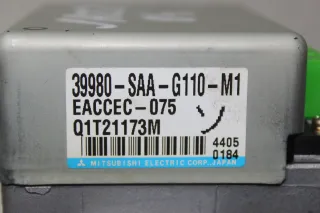 39980-SAA-G110-M1
EACCEC-075
Q1T21173M
4405
0184
MITSUBISHI ELECTRIC CORP. JAPAN